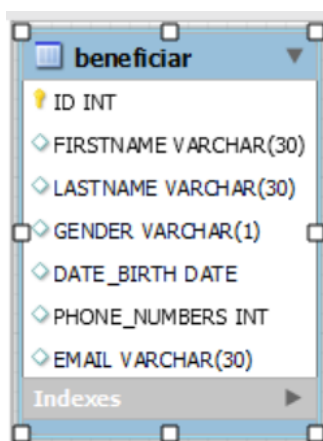 beneficiar
ID INT
FIRSTNAME VARCHAR(30)
LASTNAME VARCHAR(30)
GENDER VARCHAR(1)
DATE_BIRTH DATE
PHONE_NUMBERS INT
EMAIL VARCHAR(30)
Indexes